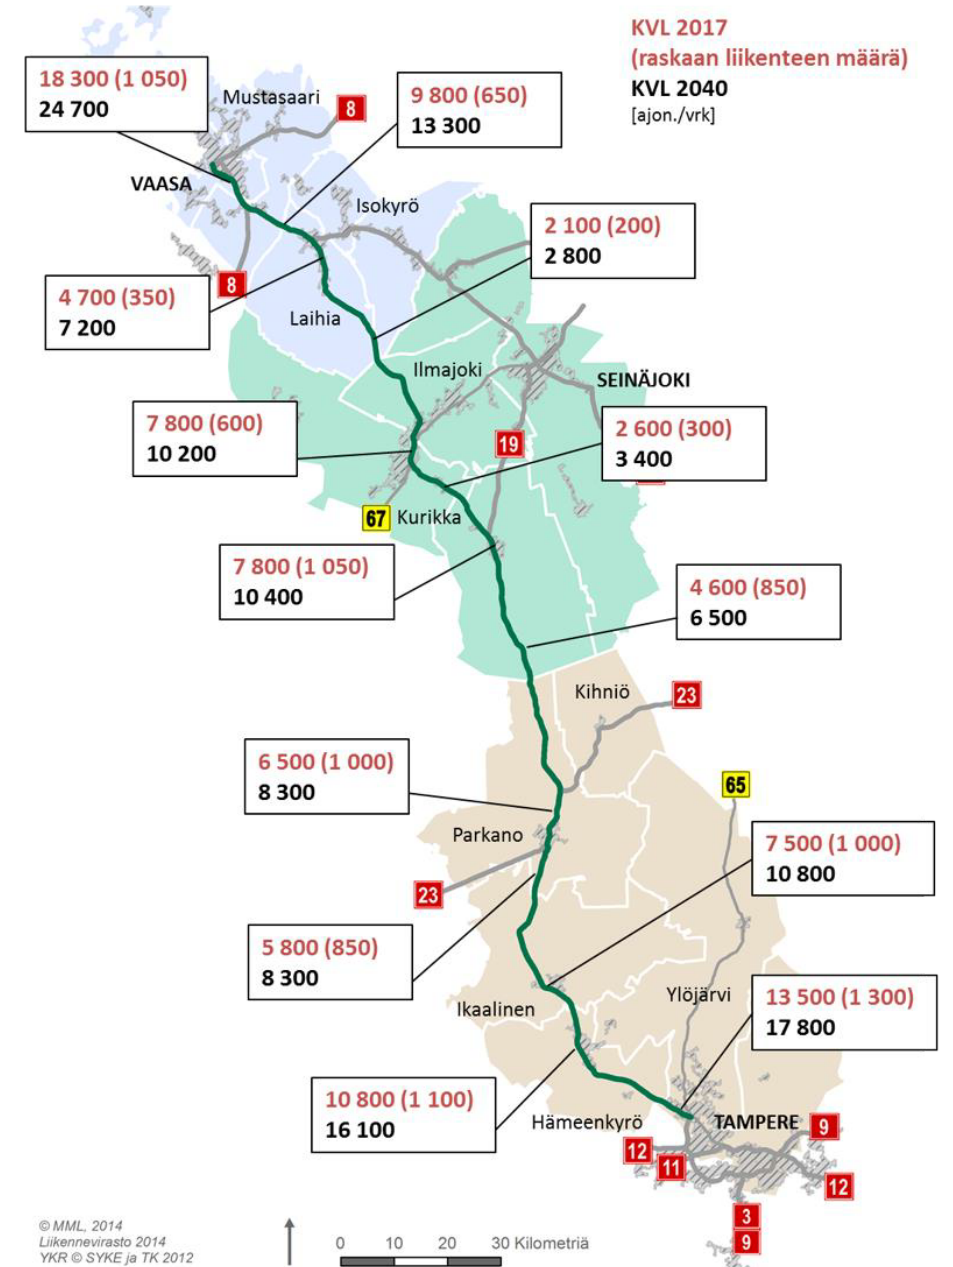 KVL 2017
(raskaan liikenteen määrä)
KVL 2040
[ajon./vrk]
18 300 (1 050)
24 700
Mustasaari
8
9 800 (650)
13 300
VAASA
Isokyrö
2 100 (200)
2 800
8
4 700 (350)
7 200
Laihia
Ilmajoki
SEINÄJOKI
7 800 (600)
10 200
19
2 600 (300)
3 400
67
Kurikka
7 800 (1 050)
10 400
4 600 (850)
6 500
Kihniö
23
6 500 (1 000)
8 300
65
Parkano
7 500 (1 000)
10 800
23
5 800 (850)
8 300
Ikaalinen
Ylöjärvi
13 500 (1 300)
17 800
10 800 (1 100)
16 100
Hämeenkyrö
TAMPERE
9
12
11
12
3
9
© MML, 2014
Liikennevirasto 2014
YKR © SYKE ja TK 2012
0 10 20 30 Kilometriä